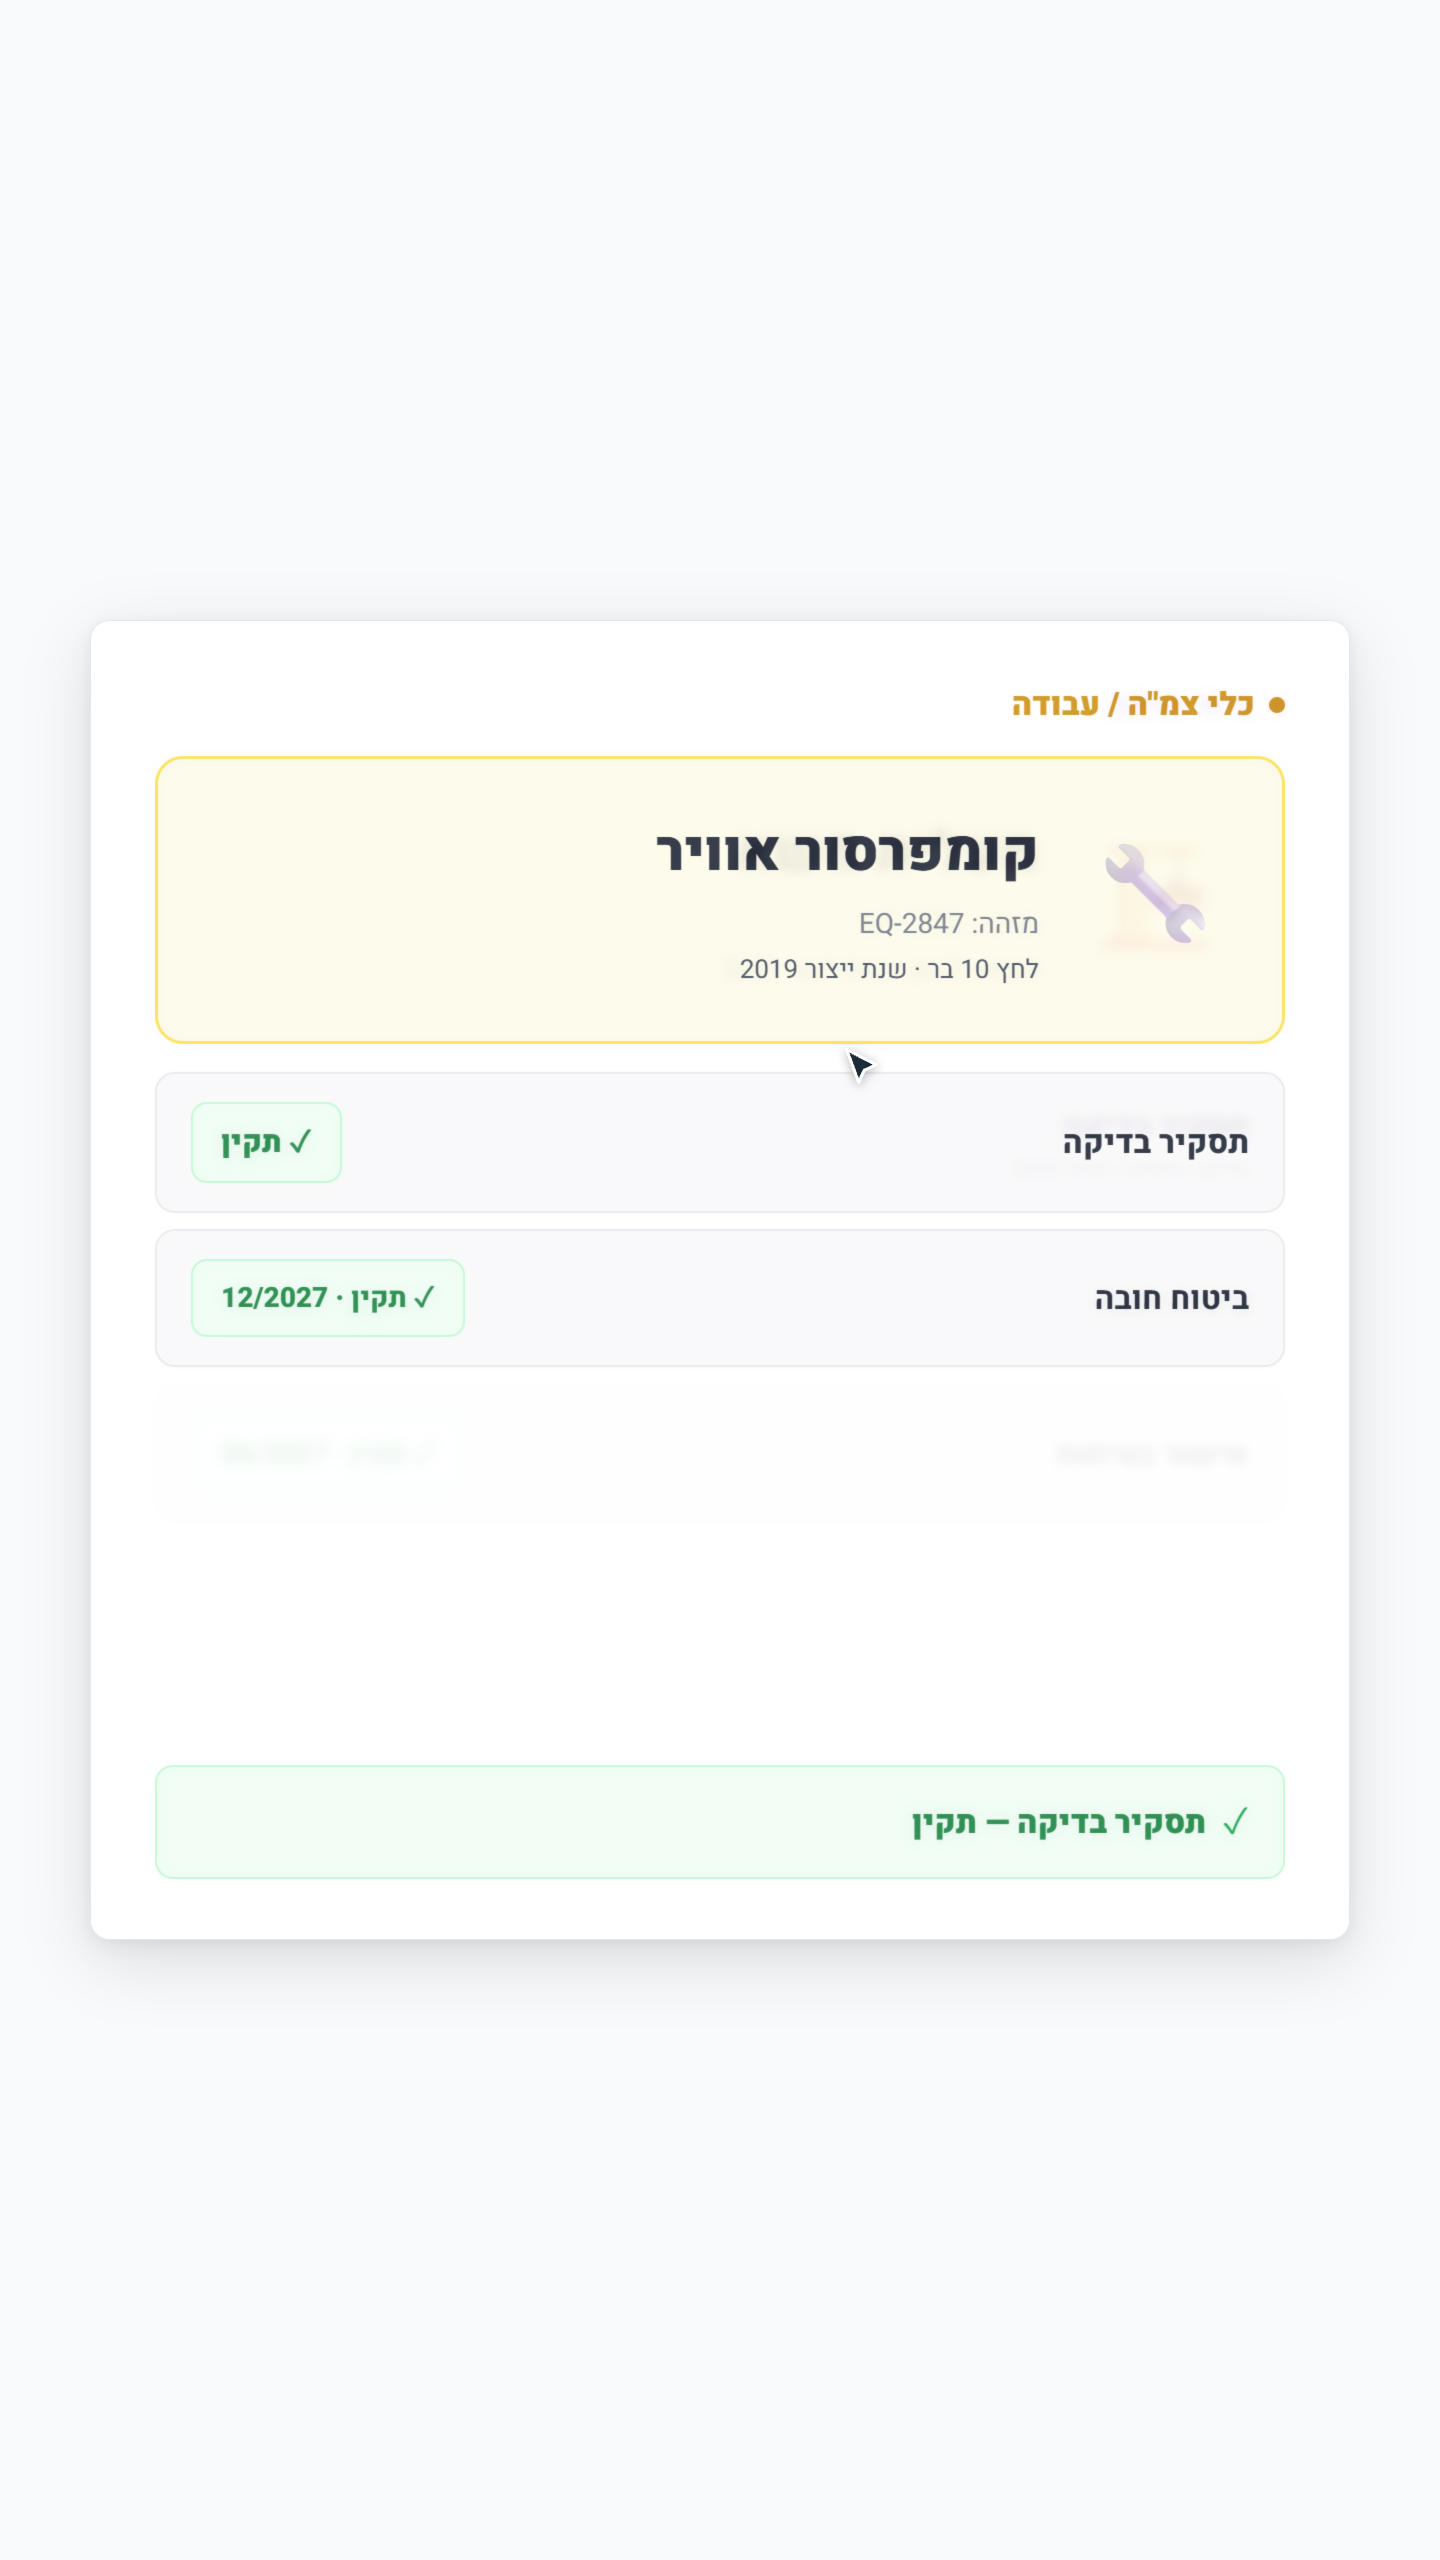 כלי צמ"ה / עבודה
קומפרסור אוויר
מזהה: EQ-2847
לחץ 10 בר · שנת ייצור 2019
תסקיר בדיקה
✓ תקין
ביטוח חובה
✓ תקין · 12/2027
✓ תסקיר בדיקה — תקין